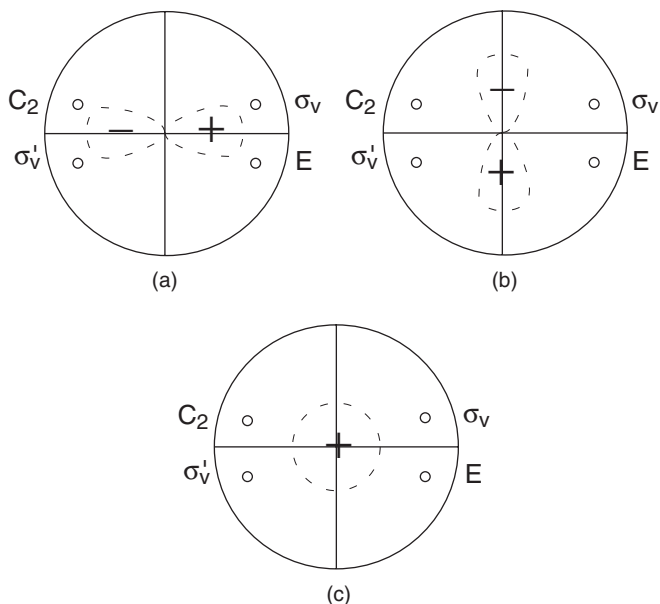 C₂ − + σᵥ
σᵥ' E
(a)
C₂ − σᵥ
σᵥ' + E
(b)
C₂ + σᵥ
σᵥ' E
(c)